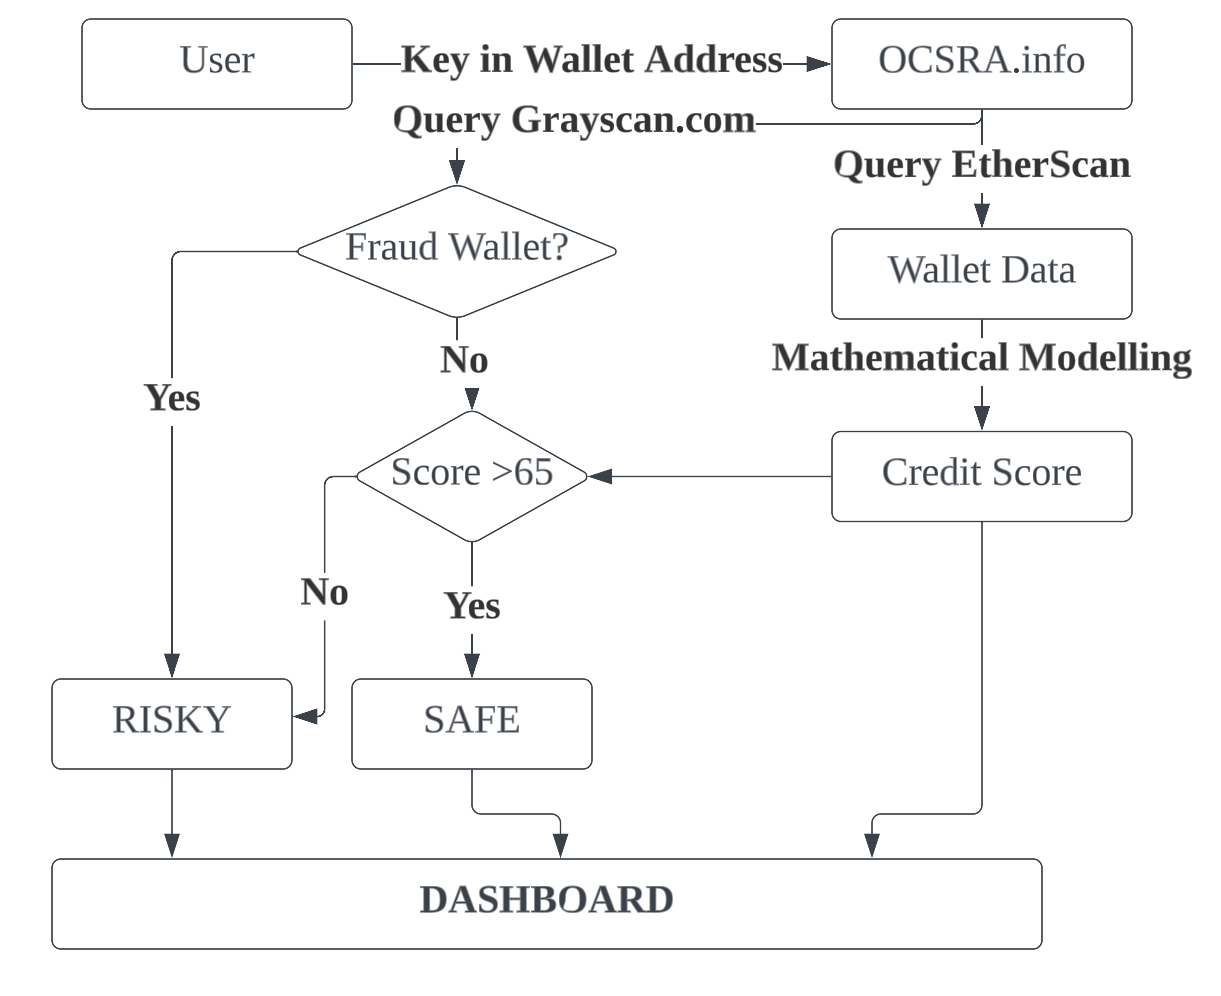 User
Key in Wallet Address
OCSRA.info
Query Grayscan.com
Query EtherScan
Fraud Wallet?
Wallet Data
No
Mathematical Modelling
Yes
Score >65
Credit Score
No
Yes
RISKY
SAFE
DASHBOARD